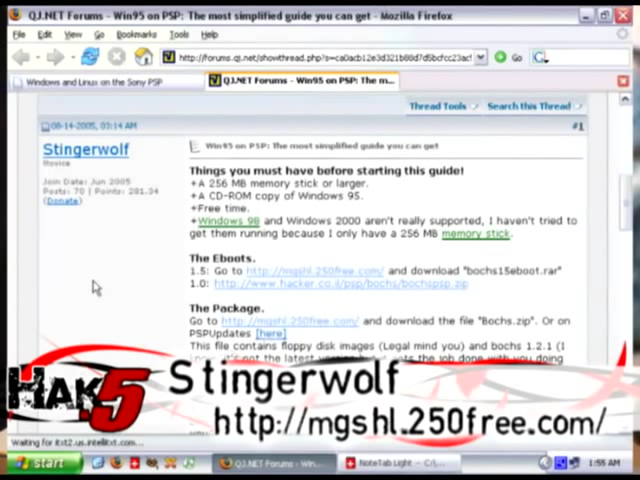 QJ.NET Forums - Win95 on PSP: The most simplified guide you can get - Mozilla Firefox
File Edit View Go Bookmarks Tools Help
Go
Windows and Linux on the Sony PSP
QJ.NET Forums - Win95 on PSP: The m...
Thread Tools
Search this Thread
08-14-2005, 03:14 AM
#1
Stingerwolf
Novice
Join Date: Jun 2005
Posts: 70 | Points: 281.34
(Donate)
Win95 on PSP: The most simplified guide you can get
Things you must have before starting this guide!
+A 256 MB memory stick or larger.
+A CD-ROM copy of Windows 95.
+Free time.
+Windows 98 and Windows 2000 aren't really supported, I haven't tried to
get them running because I only have a 256 MB memory stick.
The Eboots.
1.5: Go to http://mgshl.250free.com/ and download "bochs15eboot.rar"
1.0: http://www.hacker.co.il/psp/bochs/bochspsp.zip
The Package.
Go to http://mgshl.250free.com/ and download the file "Bochs.zip". Or on
PSPUpdates [here]
This file contains floppy disk images (Legal mind you) and bochs 1.2.1 (I
Hak.5
Stingerwolf
http://mgshl.250free.com/
Waiting for itxt2.us.intellitxt.com...
start
QJ.NET Forums - Win...
NoteTab Light - C:\...
1:55 AM